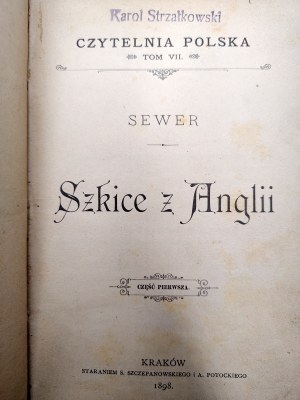 Karol Strzałkowski
CZYTELNIA POLSKA
TOM VII.
SEWER
Szkice z Anglii
CZĘŚĆ PIERWSZA
KRAKÓW
STARANIEM S. SZCZEPANOWSKIEGO i A. POTOCKIEGO
1898.